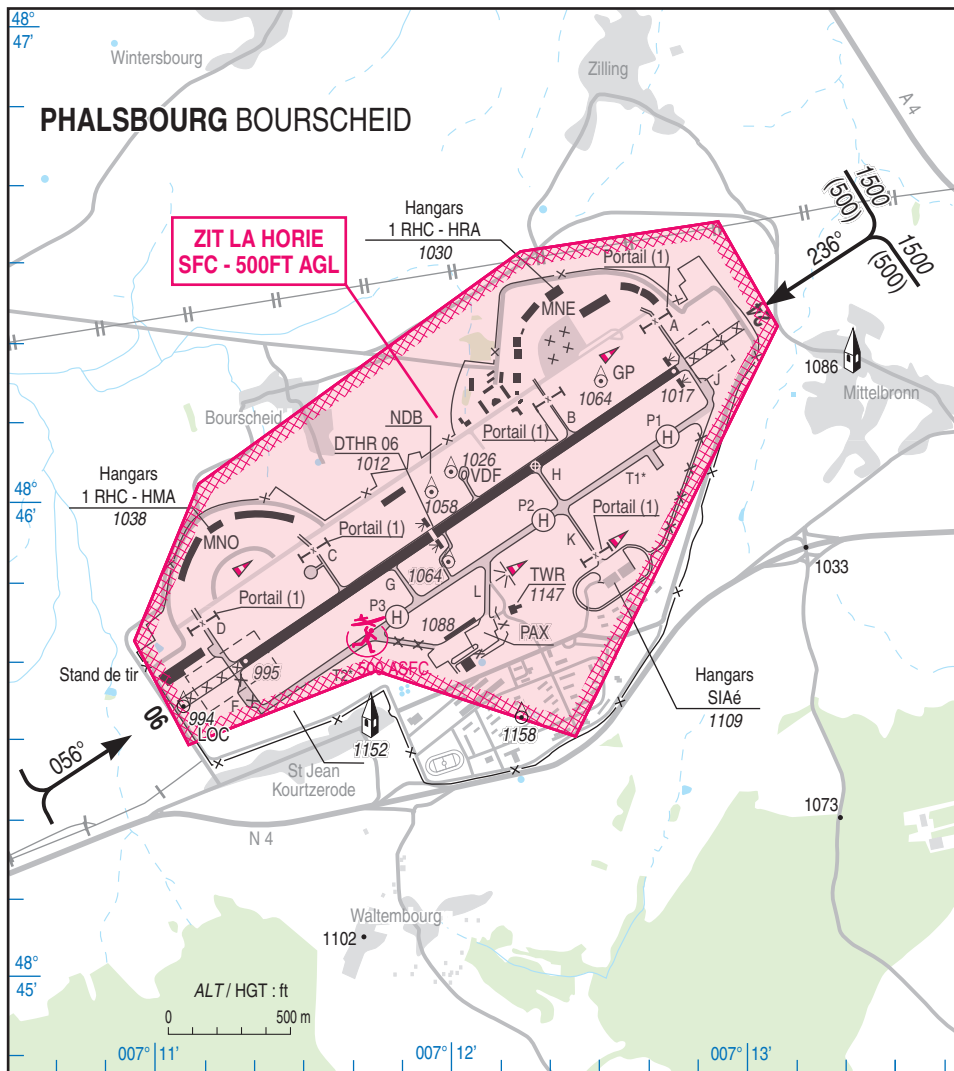 48°
47'
Wintersbourg
Zilling
A 4
PHALSBOURG BOURSCHEID
1500
(500)
236°
1500
(500)
Hangars
1 RHC - HRA
1030
ZIT LA HORIE
SFC - 500FT AGL
Portail (1)
MNE
A
24
GP
1064
1017
J
1086
Mittelbronn
Bourscheid
NDB
DTHR 06
1012
Portail (1)
B
P1
H
1026
VDF
H
T1*
1058
Hangars
1 RHC - HMA
1038
48°
46'
P2
H
Portail (1)
Portail (1)
MNO
C
K
1033
1064
TWR
1147
G
L
Portail (1)
D
P3
H
1088
PAX
Stand de tir
995
T2*
500 ASFC
Hangars
SIAé
1109
F
06
994
LOC
1152
1158
056°
St Jean
Kourtzerode
N 4
1073
Waltembourg
1102
48°
45'
ALT / HGT : ft
0
500 m
007° 11'
007° 12'
007° 13'